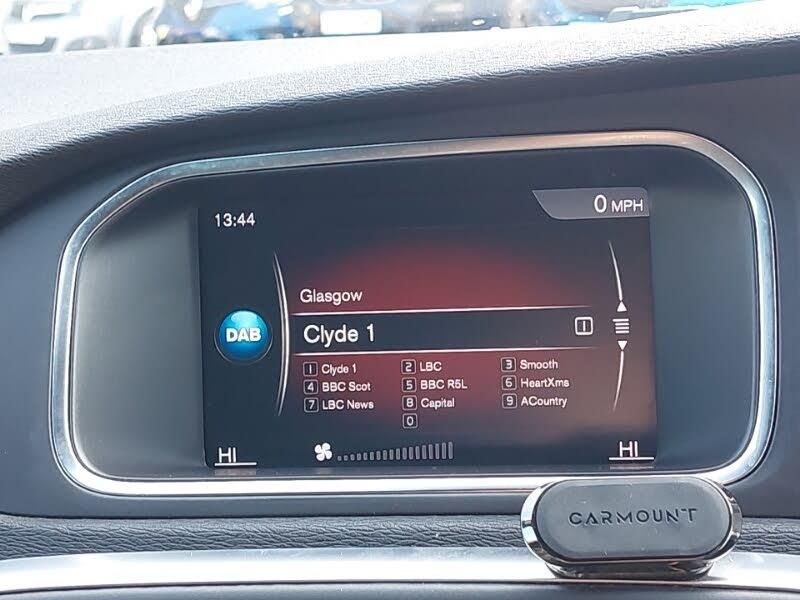 13:44
0 MPH
Glasgow
DAB
Clyde 1 1
1 Clyde 1 2 LBC 3 Smooth
4 BBC Scot 5 BBC R5L 6 HeartXms
7 LBC News 8 Capital 9 ACountry
0
HI HI
CARMOUNT